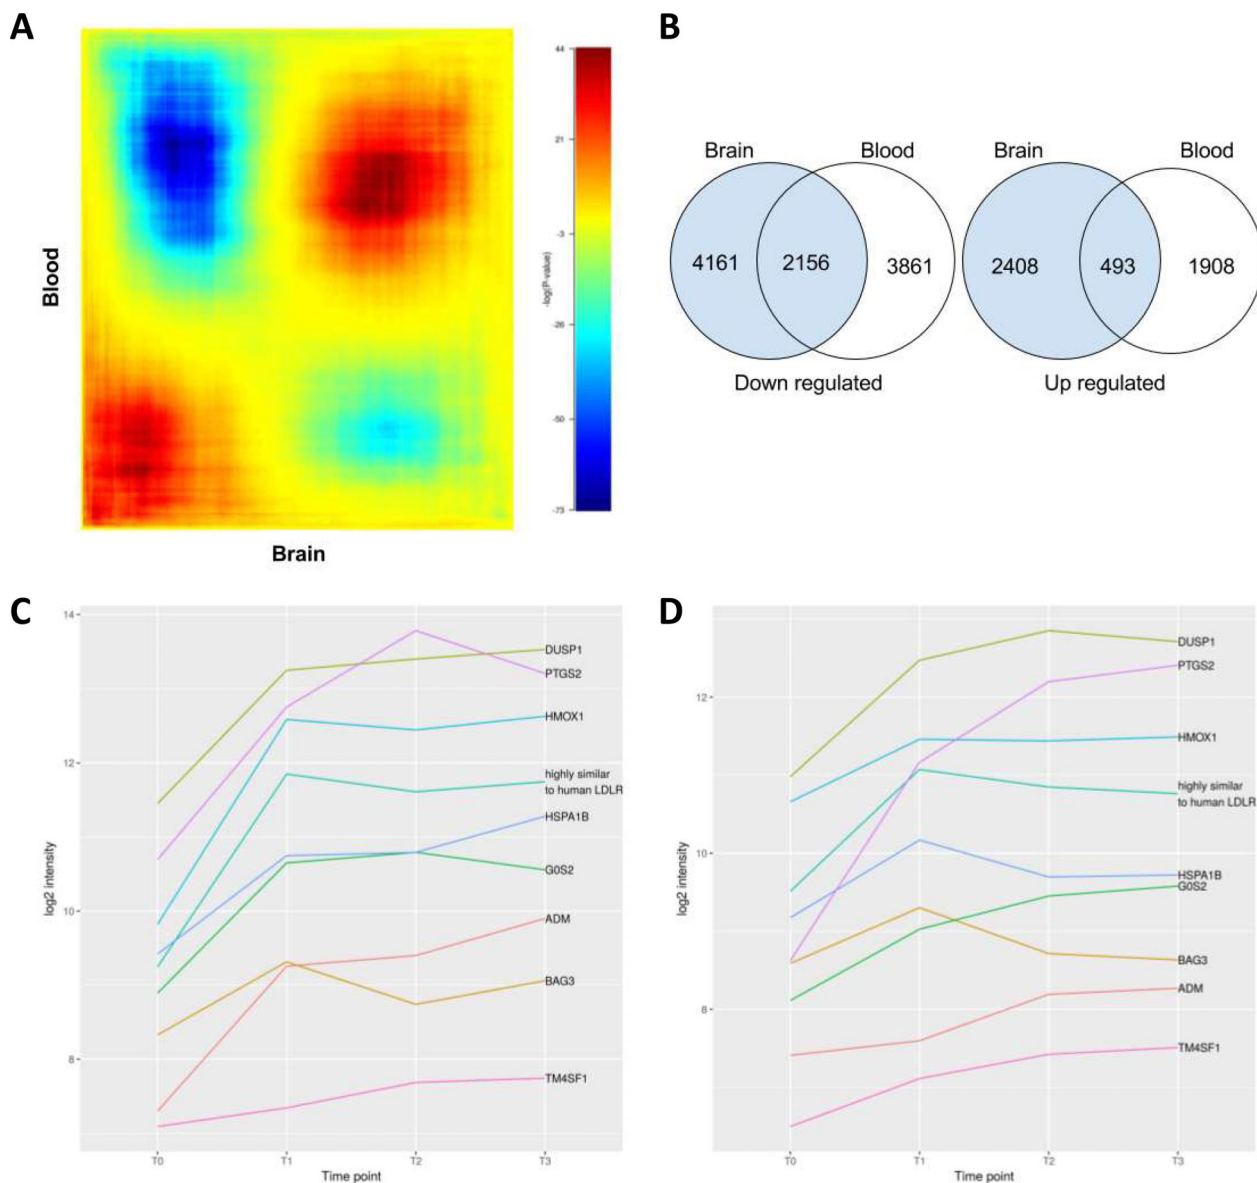 A
44
21
-3
-26
-50
-73
-log(P-value)
Blood
Brain
B
Brain
Blood
Brain
Blood
4161
2156
3861
2408
493
1908
Down regulated
Up regulated
C
14
12
10
8
log2 intensity
DUSP1
PTGS2
HMOX1
highly similar
to human LDLR
HSPA1B
G0S2
ADM
BAG3
TM4SF1
T0
T1
T2
T3
Time point
D
12
10
8
log2 intensity
DUSP1
PTGS2
HMOX1
highly similar
to human LDLR
HSPA1B
G0S2
BAG3
ADM
TM4SF1
T0
T1
T2
T3
Time point